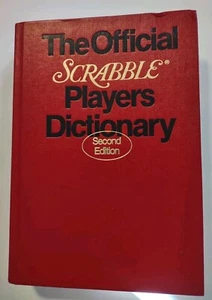 The Official
SCRABBLE®
Players
Dictionary
Second
Edition